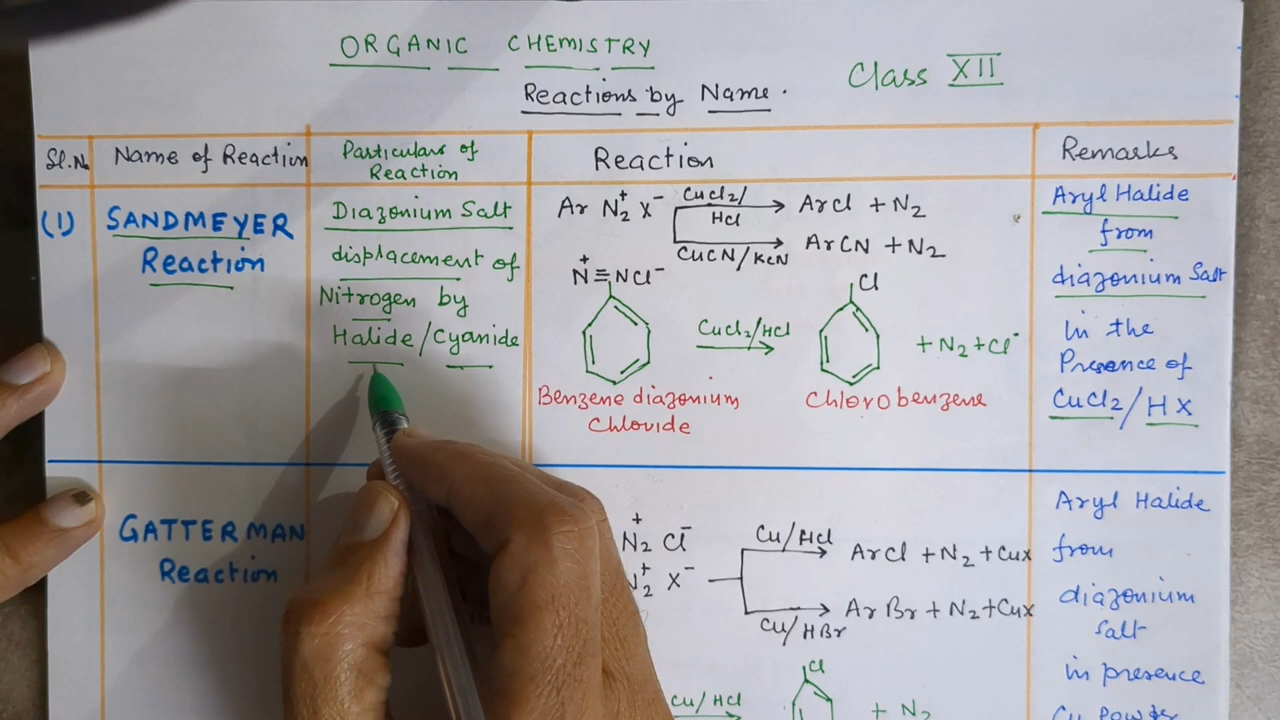 ORGANIC CHEMISTRY
Class XII
Reactions by Name.
Sl.No
Name of Reaction
Particulars of
Reaction
Reaction
Remarks
(1)
SANDMEYER
Reaction
Diazonium Salt
displacement of
Nitrogen by
Halide/Cyanide
Ar N₂⁺ X⁻
CuCl₂/
HCl
ArCl + N₂
CuCN/KCN
ArCN + N₂
N⁺≡NCl⁻
CuCl₂/HCl
Cl
+ N₂ + Cl⁻
Benzene diazonium
Chloride
Chlorobenzene
Aryl Halide
from
diazonium Salt
In the
Presence of
CuCl₂/HX
GATTERMAN
Reaction
N₂⁺ Cl⁻
N₂⁺ X⁻
Cu/HCl
ArCl + N₂ + Cux
Cu/HBr
ArBr + N₂ + Cux
Cu/HCl
Cl
+ N₂
Aryl Halide
from
diazonium
salt
in presence
Cu Powder